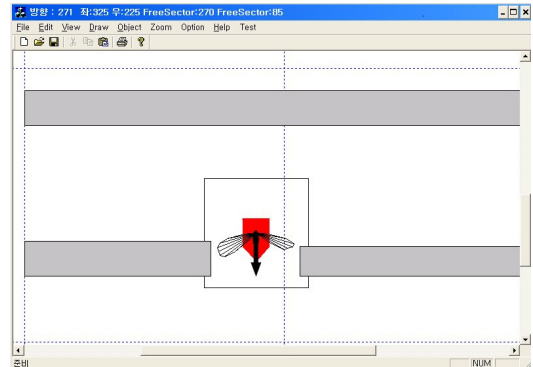 방향 : 271 좌:325 우:225 FreeSector:270 FreeSector:85
File Edit View Draw Object Zoom Option Help Test
준비 NUM